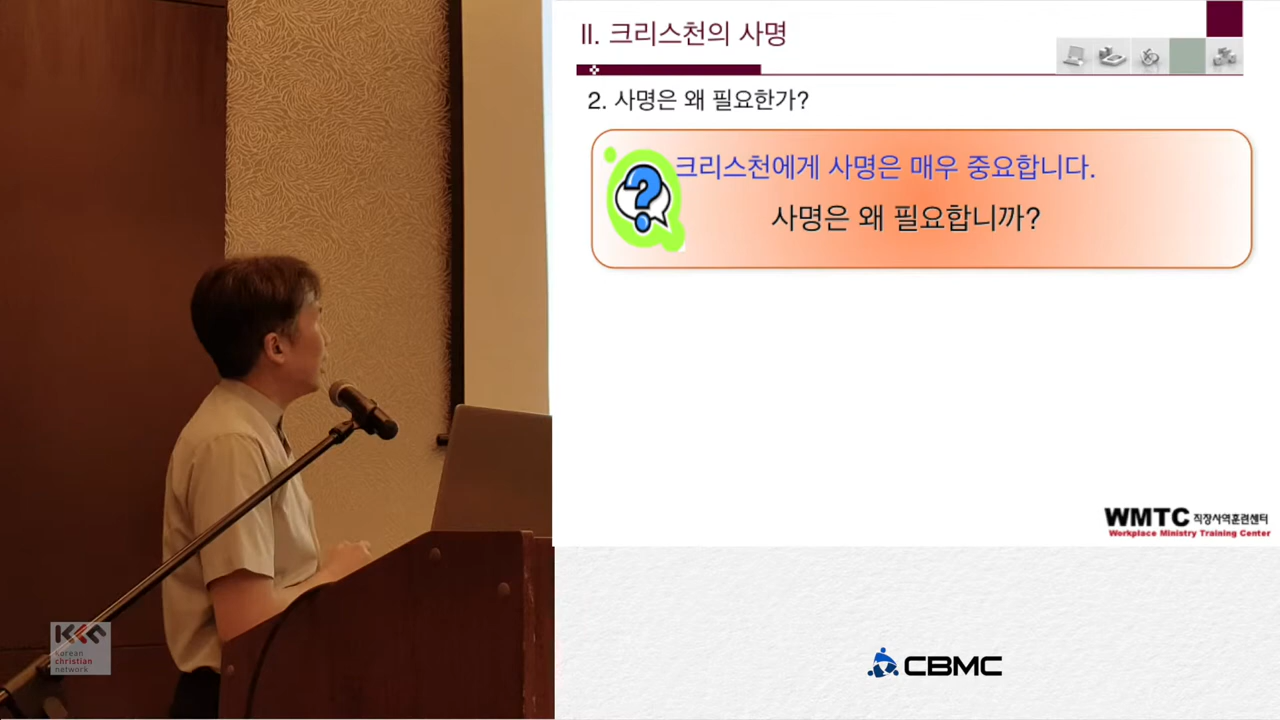 II. 크리스천의 사명
2. 사명은 왜 필요한가?
크리스천에게 사명은 매우 중요합니다.
사명은 왜 필요합니까?
WMTC 직장사역훈련센터
Workplace Ministry Training Center
CBMC
korean
christian
network